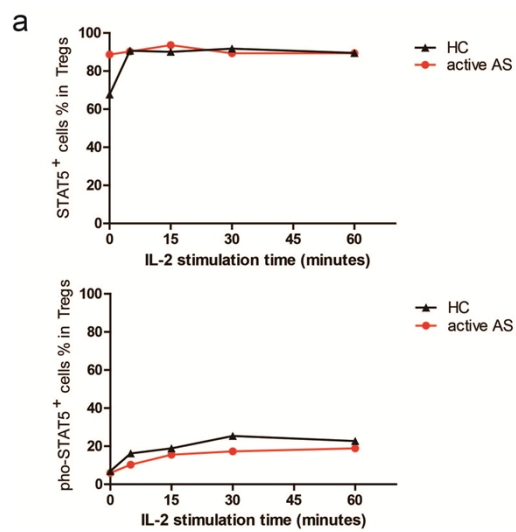 a
STAT5+ cells % in Tregs
100
80
60
40
20
0
0 15 30 45 60
IL-2 stimulation time (minutes)
HC
active AS
pho-STAT5+ cells % in Tregs
100
80
60
40
20
0
0 15 30 45 60
IL-2 stimulation time (minutes)
HC
active AS